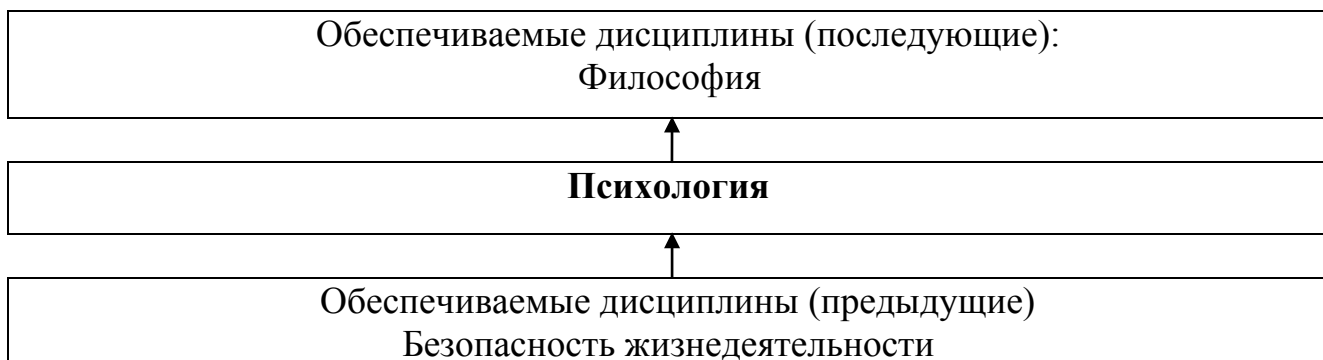 Обеспечиваемые дисциплины (последующие):
Философия
Психология
Обеспечиваемые дисциплины (предыдущие)
Безопасность жизнедеятельности